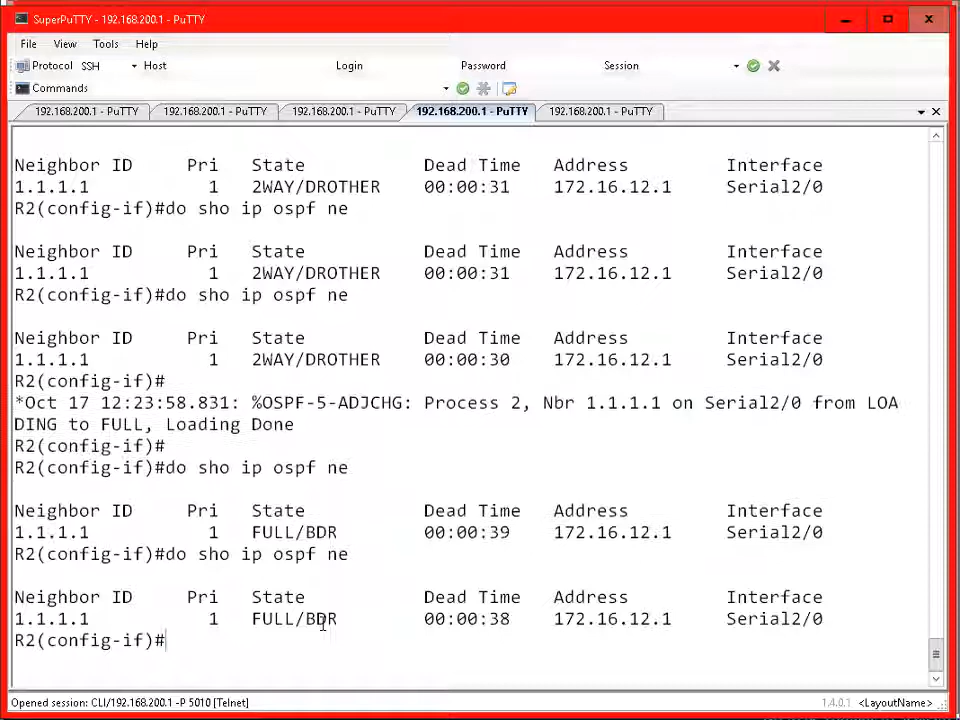 SuperPuTTY - 192.168.200.1 - PuTTY
File View Tools Help
Protocol SSH Host Login Password Session
Commands
192.168.200.1 - PuTTY 192.168.200.1 - PuTTY 192.168.200.1 - PuTTY 192.168.200.1 - PuTTY 192.168.200.1 - PuTTY
Neighbor ID Pri State Dead Time Address Interface
1.1.1.1 1 2WAY/DROTHER 00:00:31 172.16.12.1 Serial2/0
R2(config-if)#do sho ip ospf ne
Neighbor ID Pri State Dead Time Address Interface
1.1.1.1 1 2WAY/DROTHER 00:00:31 172.16.12.1 Serial2/0
R2(config-if)#do sho ip ospf ne
Neighbor ID Pri State Dead Time Address Interface
1.1.1.1 1 2WAY/DROTHER 00:00:30 172.16.12.1 Serial2/0
R2(config-if)#
*Oct 17 12:23:58.831: %OSPF-5-ADJCHG: Process 2, Nbr 1.1.1.1 on Serial2/0 from LOA
DING to FULL, Loading Done
R2(config-if)#
R2(config-if)#do sho ip ospf ne
Neighbor ID Pri State Dead Time Address Interface
1.1.1.1 1 FULL/BDR 00:00:39 172.16.12.1 Serial2/0
R2(config-if)#do sho ip ospf ne
Neighbor ID Pri State Dead Time Address Interface
1.1.1.1 1 FULL/BDR 00:00:38 172.16.12.1 Serial2/0
R2(config-if)#
Opened session: CLI/192.168.200.1 -P 5010 [Telnet] 1.4.0.1 <LayoutName>